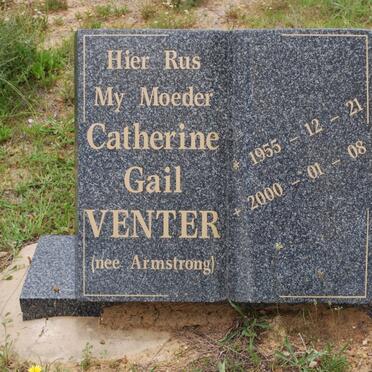 Hier Rus
My Moeder
Catherine
Gail
VENTER
(nee Armstrong)
* 1955 - 12 - 21
+ 2000 - 01 - 08